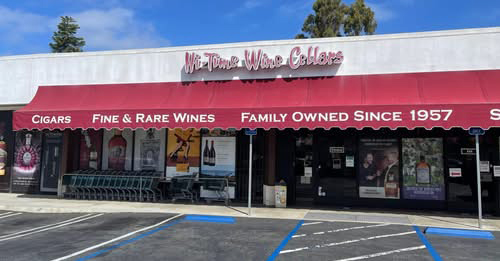 Hi-Time Wine Cellars
CIGARS FINE & RARE WINES FAMILY OWNED SINCE 1957 S